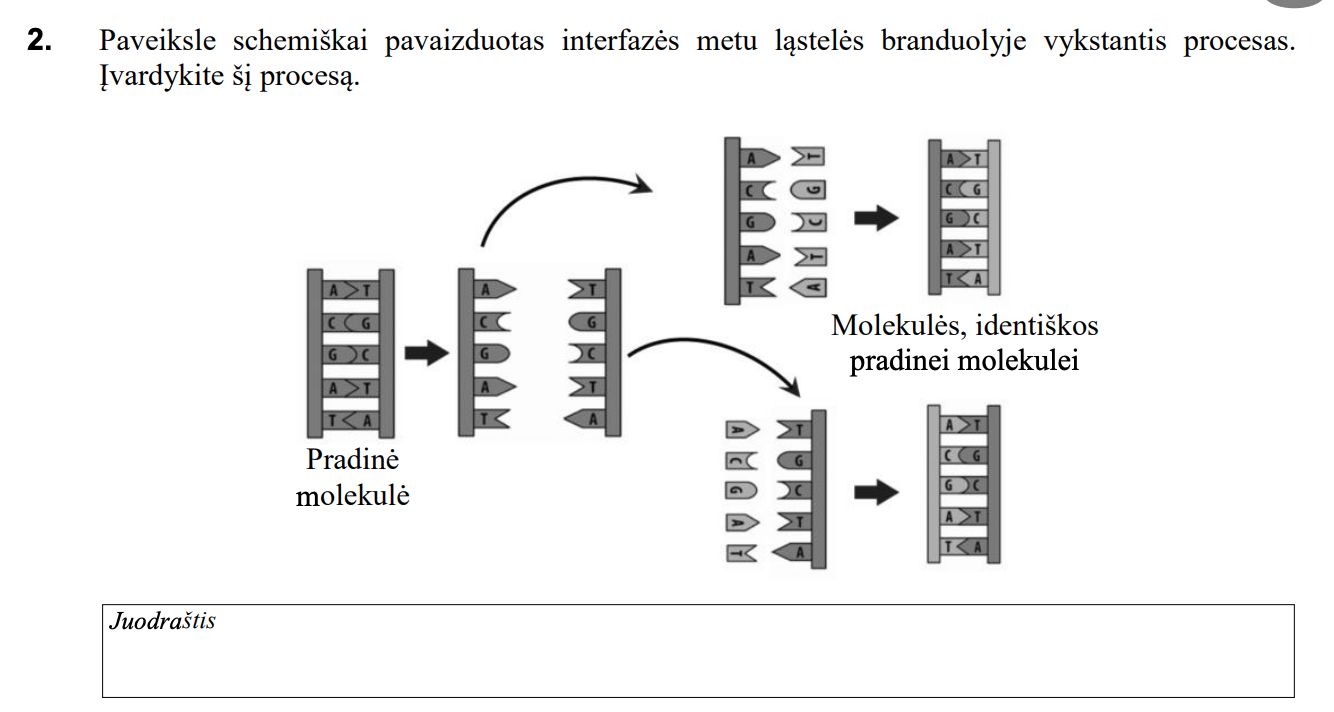 2. Paveiksle schemiškai pavaizduotas interfazės metu ląstelės branduolyje vykstantis procesas.
Įvardykite šį procesą.
A T
C G
G C
A T
T A
Pradinė
molekulė
A T
C G
G C
A T
T A
A T
C G
G C
A T
T A
A T
C G
G C
A T
T A
Molekulės, identiškos
pradinei molekulei
A T
C G
G C
A T
T A
A T
C G
G C
A T
T A
Juodraštis